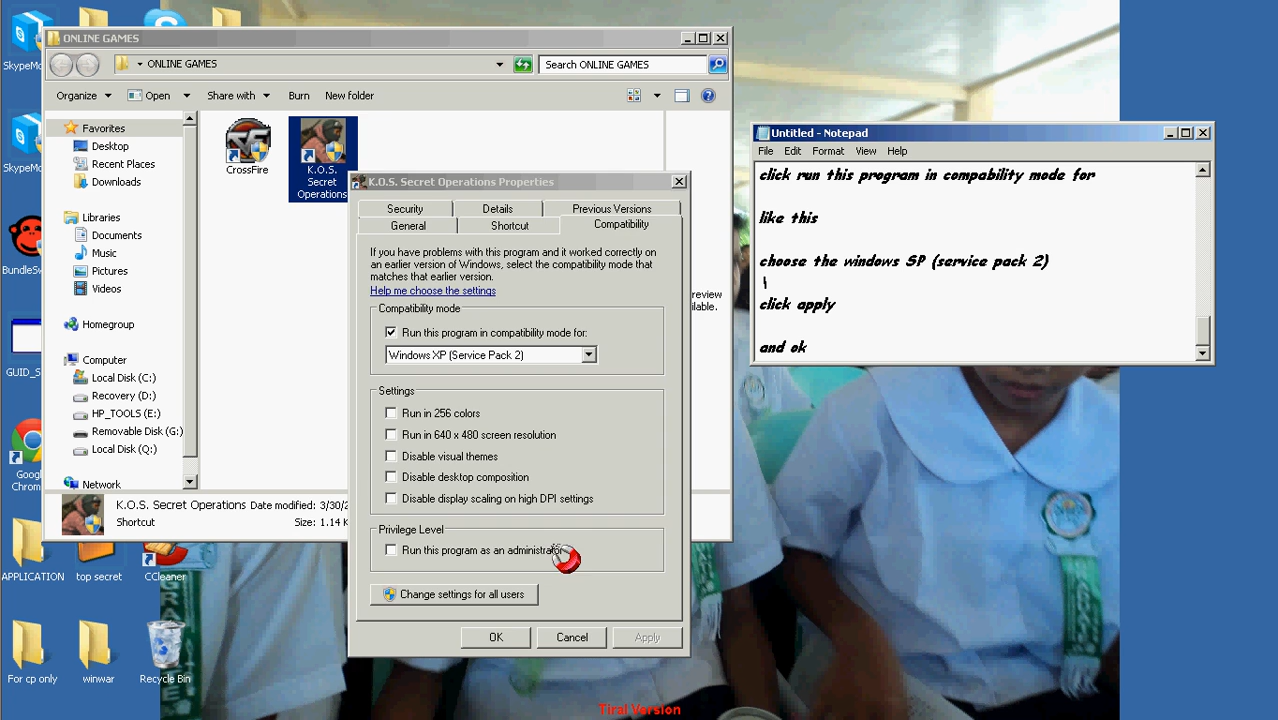 SkypeMo
SkypeMo
BundleSw
GUID_S
Google
Chrom
APPLICATION
top secret
CCleaner
For cp only
winwar
Recycle Bin
ONLINE GAMES
ONLINE GAMES
Search ONLINE GAMES
Organize
Open
Share with
Burn
New folder
Favorites
Desktop
Recent Places
Downloads
Libraries
Documents
Music
Pictures
Videos
Homegroup
Computer
Local Disk (C:)
Recovery (D:)
HP_TOOLS (E:)
Removable Disk (G:)
Local Disk (Q:)
Network
CrossFire
K.O.S.
Secret
Operations
review
ilable.
K.O.S. Secret Operations Date modified: 3/30/2
Shortcut Size: 1.14 K
K.O.S. Secret Operations Properties
Security Details Previous Versions
General Shortcut Compatibility
If you have problems with this program and it worked correctly on
an earlier version of Windows, select the compatibility mode that
matches that earlier version.
Help me choose the settings
Compatibility mode
Run this program in compatibility mode for:
Windows XP (Service Pack 2)
Settings
Run in 256 colors
Run in 640 x 480 screen resolution
Disable visual themes
Disable desktop composition
Disable display scaling on high DPI settings
Privilege Level
Run this program as an administrator
Change settings for all users
OK Cancel Apply
Untitled - Notepad
File Edit Format View Help
click run this program in compability mode for
like this
choose the windows SP (service pack 2)
click apply
and ok
Tiral Version